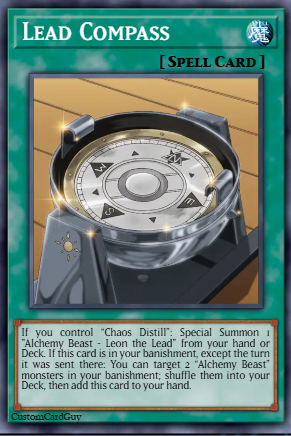 Lead Compass
魔
[ Spell Card ]
N
E
S
W
If you control "Chaos Distill": Special Summon 1
"Alchemy Beast - Leon the Lead" from your hand or
Deck. If this card is in your banishment, except the turn
it was sent there: You can target 2 "Alchemy Beast"
monsters in your banishment; shuffle them into your
Deck, then add this card to your hand.
CustomCardGuy